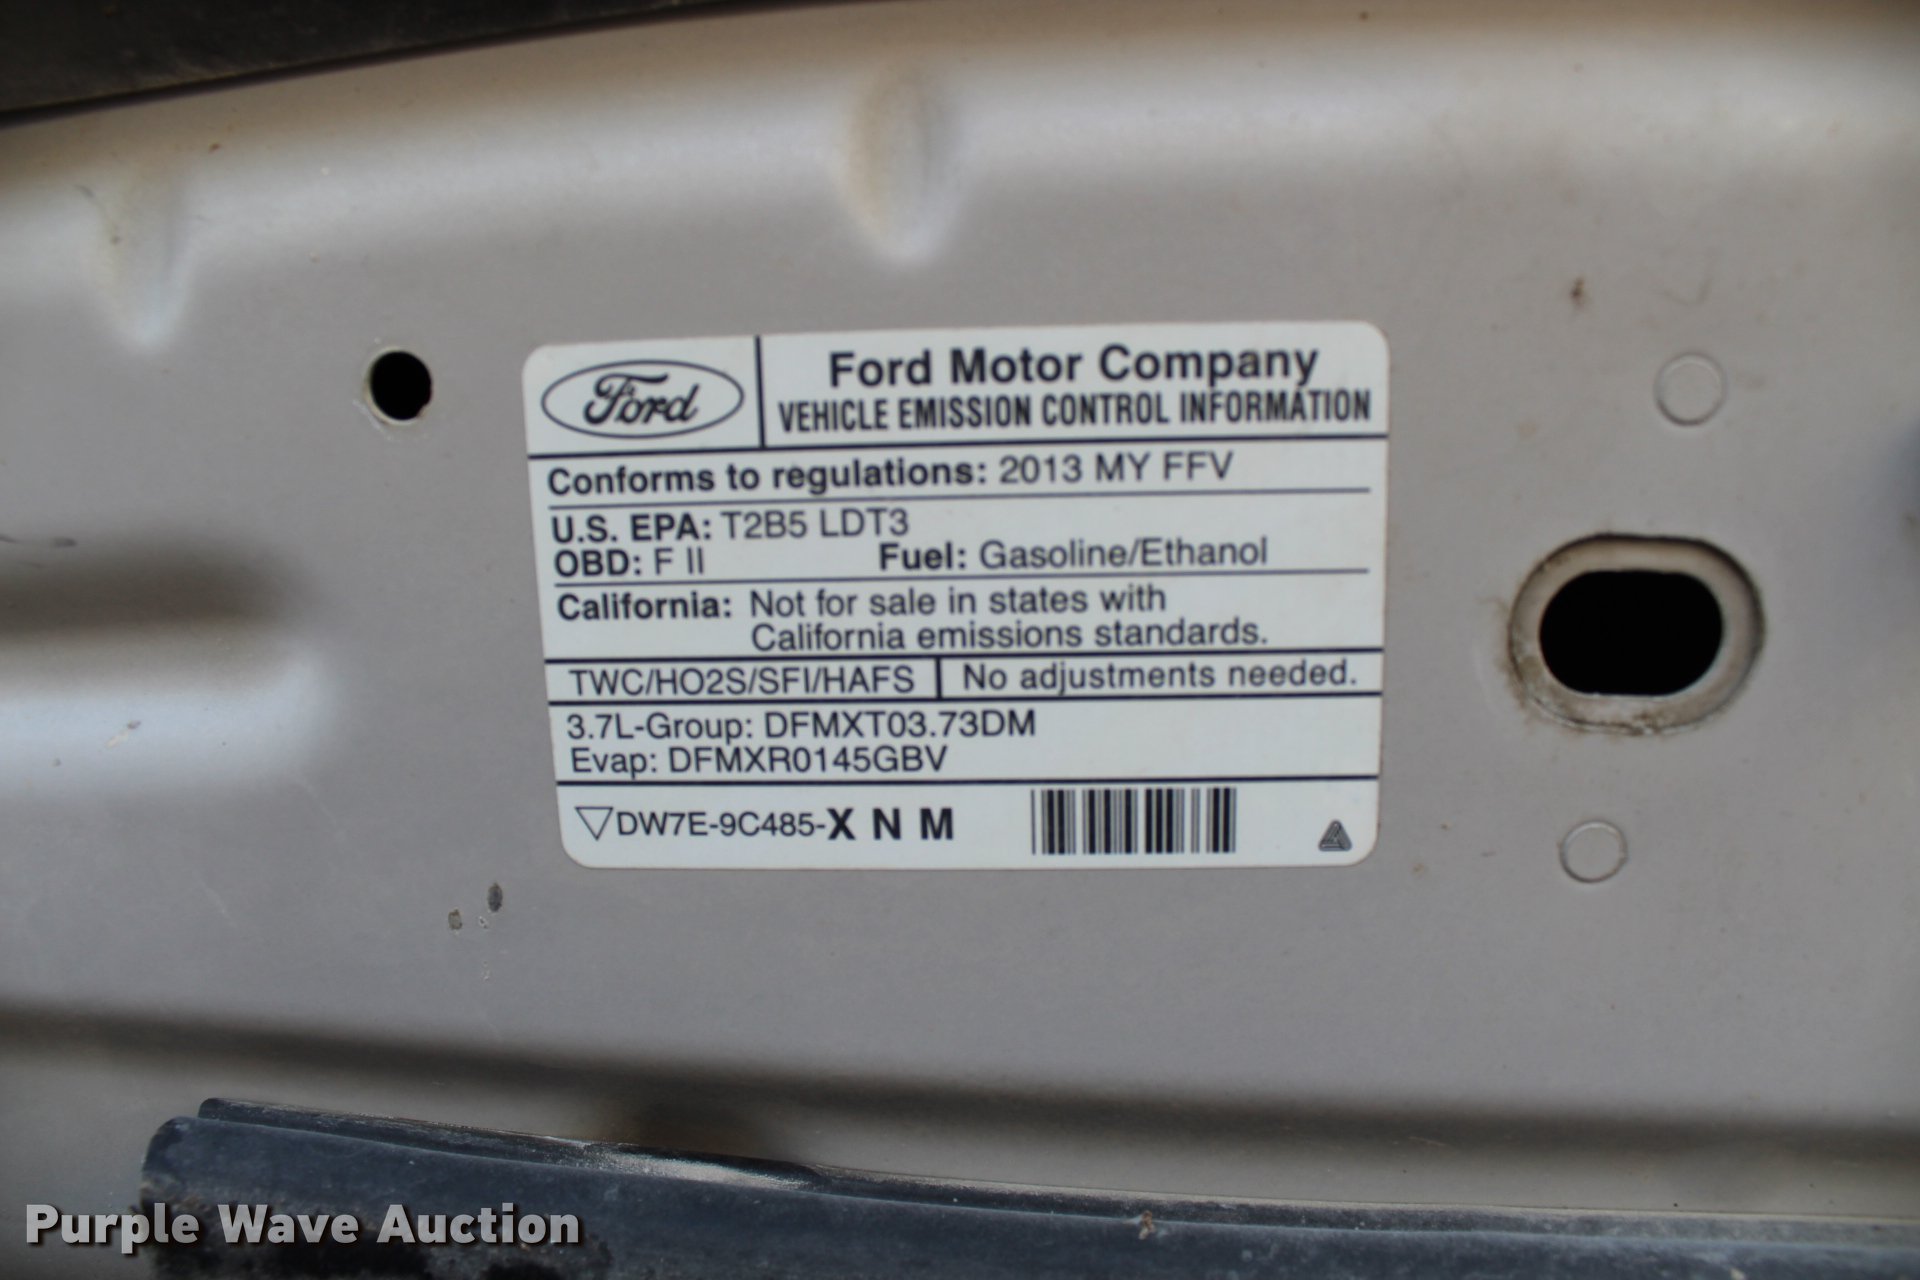 Ford
Ford Motor Company
VEHICLE EMISSION CONTROL INFORMATION
Conforms to regulations: 2013 MY FFV
U.S. EPA: T2B5 LDT3
OBD: F II Fuel: Gasoline/Ethanol
California: Not for sale in states with
California emissions standards.
TWC/HO2S/SFI/HAFS No adjustments needed.
3.7L-Group: DFMXT03.73DM
Evap: DFMXR0145GBV
DW7E-9C485-X N M
Purple Wave Auction